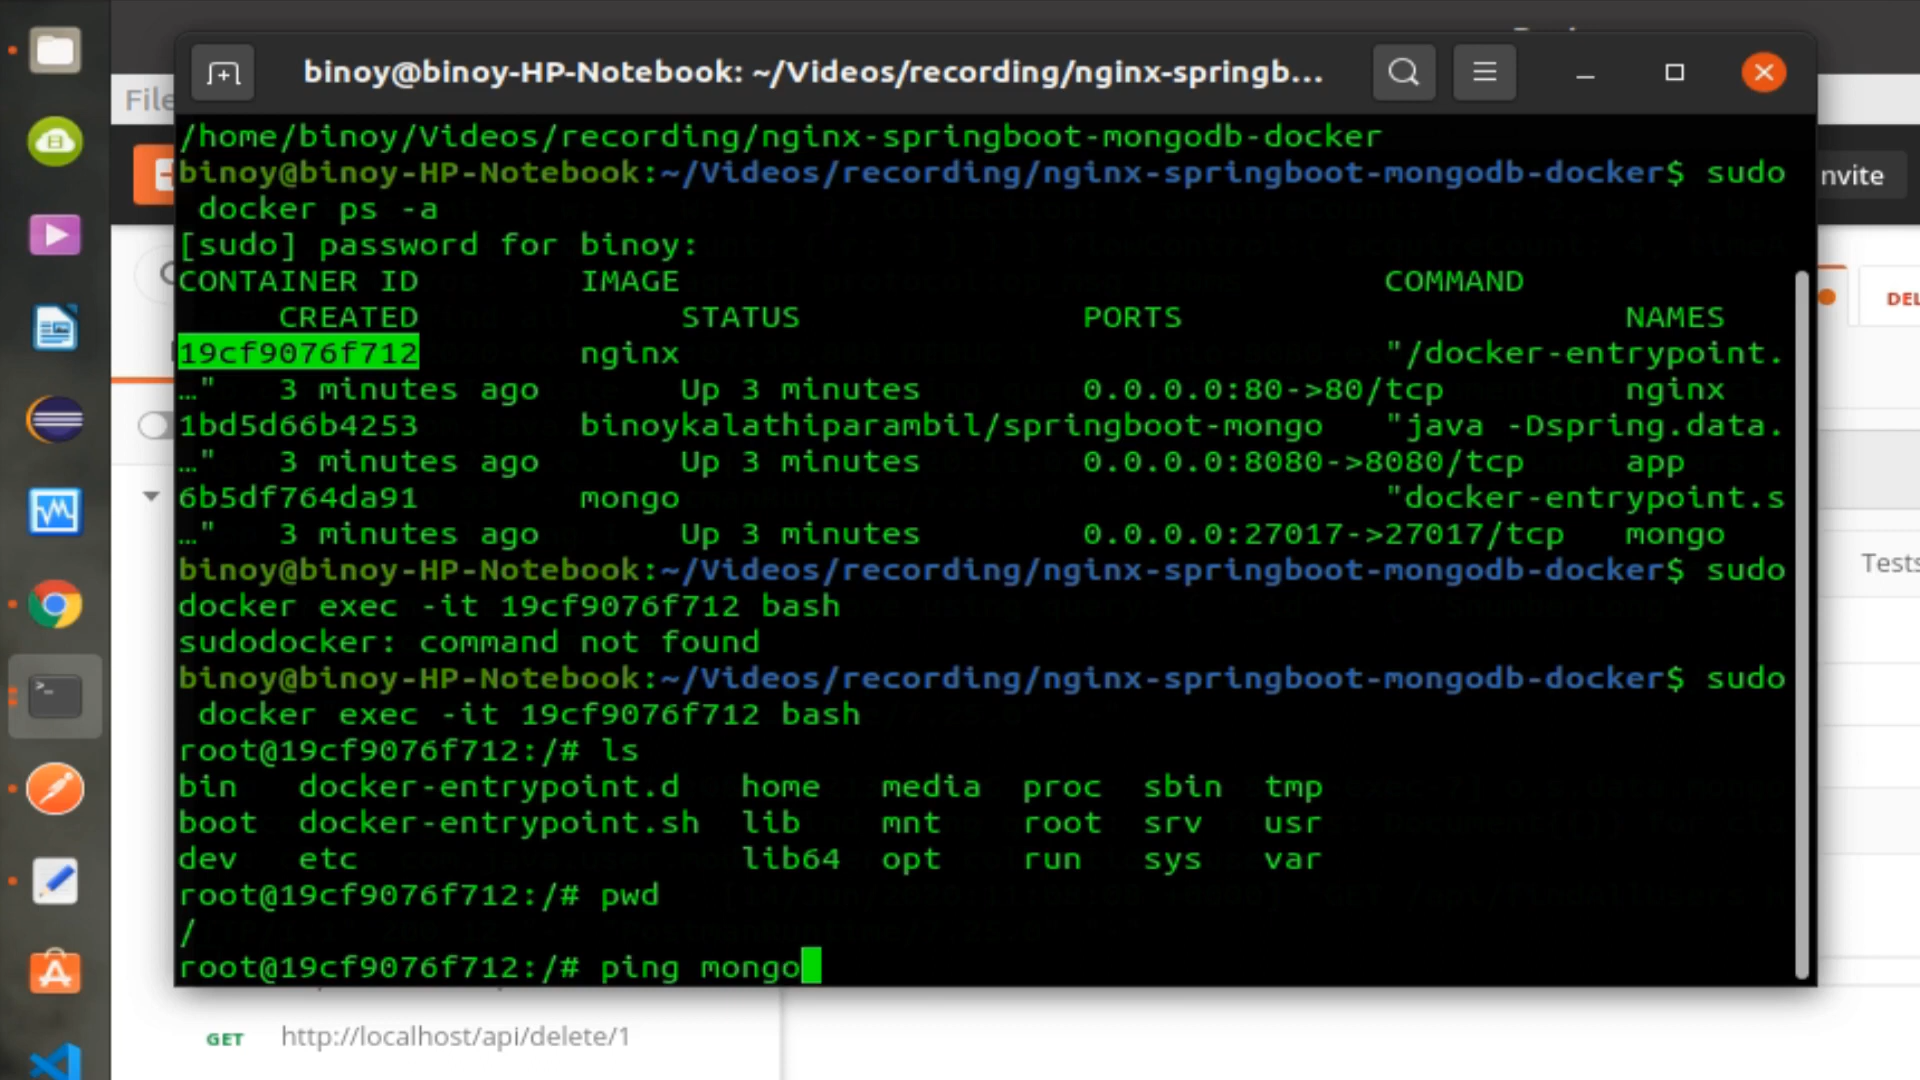 binoy@binoy-HP-Notebook: ~/Videos/recording/nginx-springb...
File
nvite
/home/binoy/Videos/recording/nginx-springboot-mongodb-docker
binoy@binoy-HP-Notebook:~/Videos/recording/nginx-springboot-mongodb-docker$ sudo
docker ps -a
[sudo] password for binoy:
CONTAINER ID IMAGE COMMAND
CREATED STATUS PORTS NAMES
19cf9076f712 nginx "/docker-entrypoint.
…" 3 minutes ago Up 3 minutes 0.0.0.0:80->80/tcp nginx
1bd5d66b4253 binoykalathiparambil/springboot-mongo "java -Dspring.data.
…" 3 minutes ago Up 3 minutes 0.0.0.0:8080->8080/tcp app
6b5df764da91 mongo "docker-entrypoint.s
…" 3 minutes ago Up 3 minutes 0.0.0.0:27017->27017/tcp mongo
binoy@binoy-HP-Notebook:~/Videos/recording/nginx-springboot-mongodb-docker$ sudo
docker exec -it 19cf9076f712 bash
sudodocker: command not found
binoy@binoy-HP-Notebook:~/Videos/recording/nginx-springboot-mongodb-docker$ sudo
docker exec -it 19cf9076f712 bash
root@19cf9076f712:/# ls
bin docker-entrypoint.d home media proc sbin tmp
boot docker-entrypoint.sh lib mnt root srv usr
dev etc lib64 opt run sys var
root@19cf9076f712:/# pwd
/
root@19cf9076f712:/# ping mongo
DEL
Tests
GET http://localhost/api/delete/1